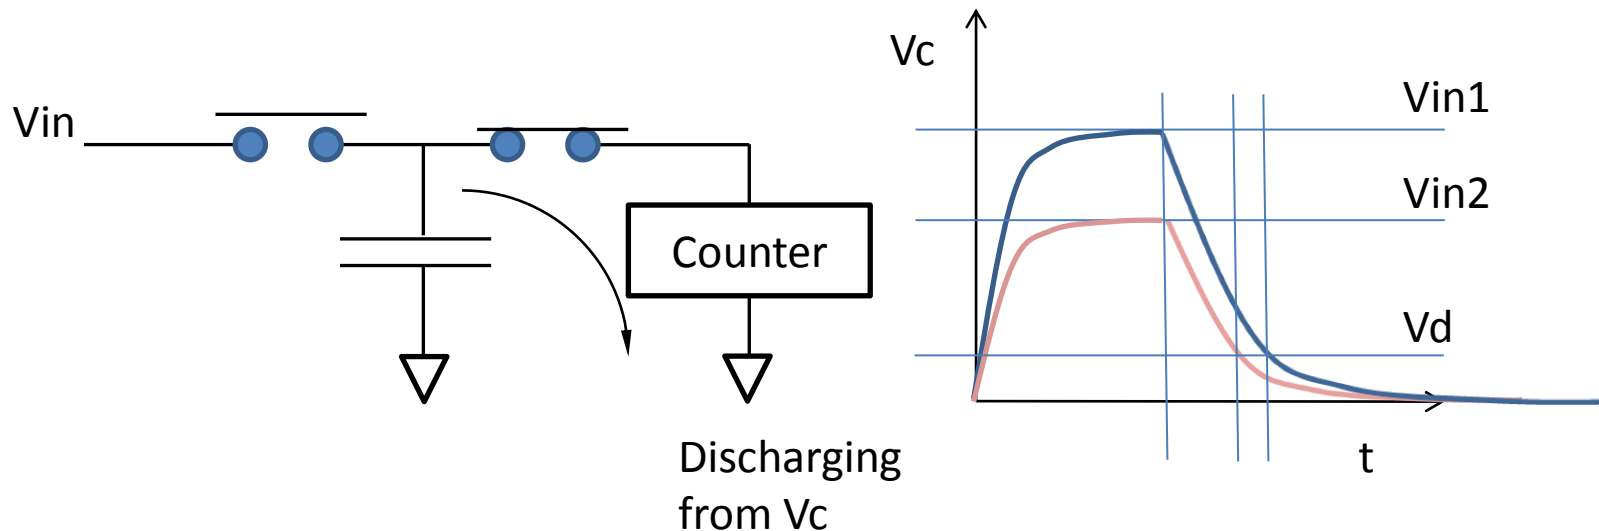 Vin
Counter
Discharging
from Vc
Vc
Vin1
Vin2
Vd
t